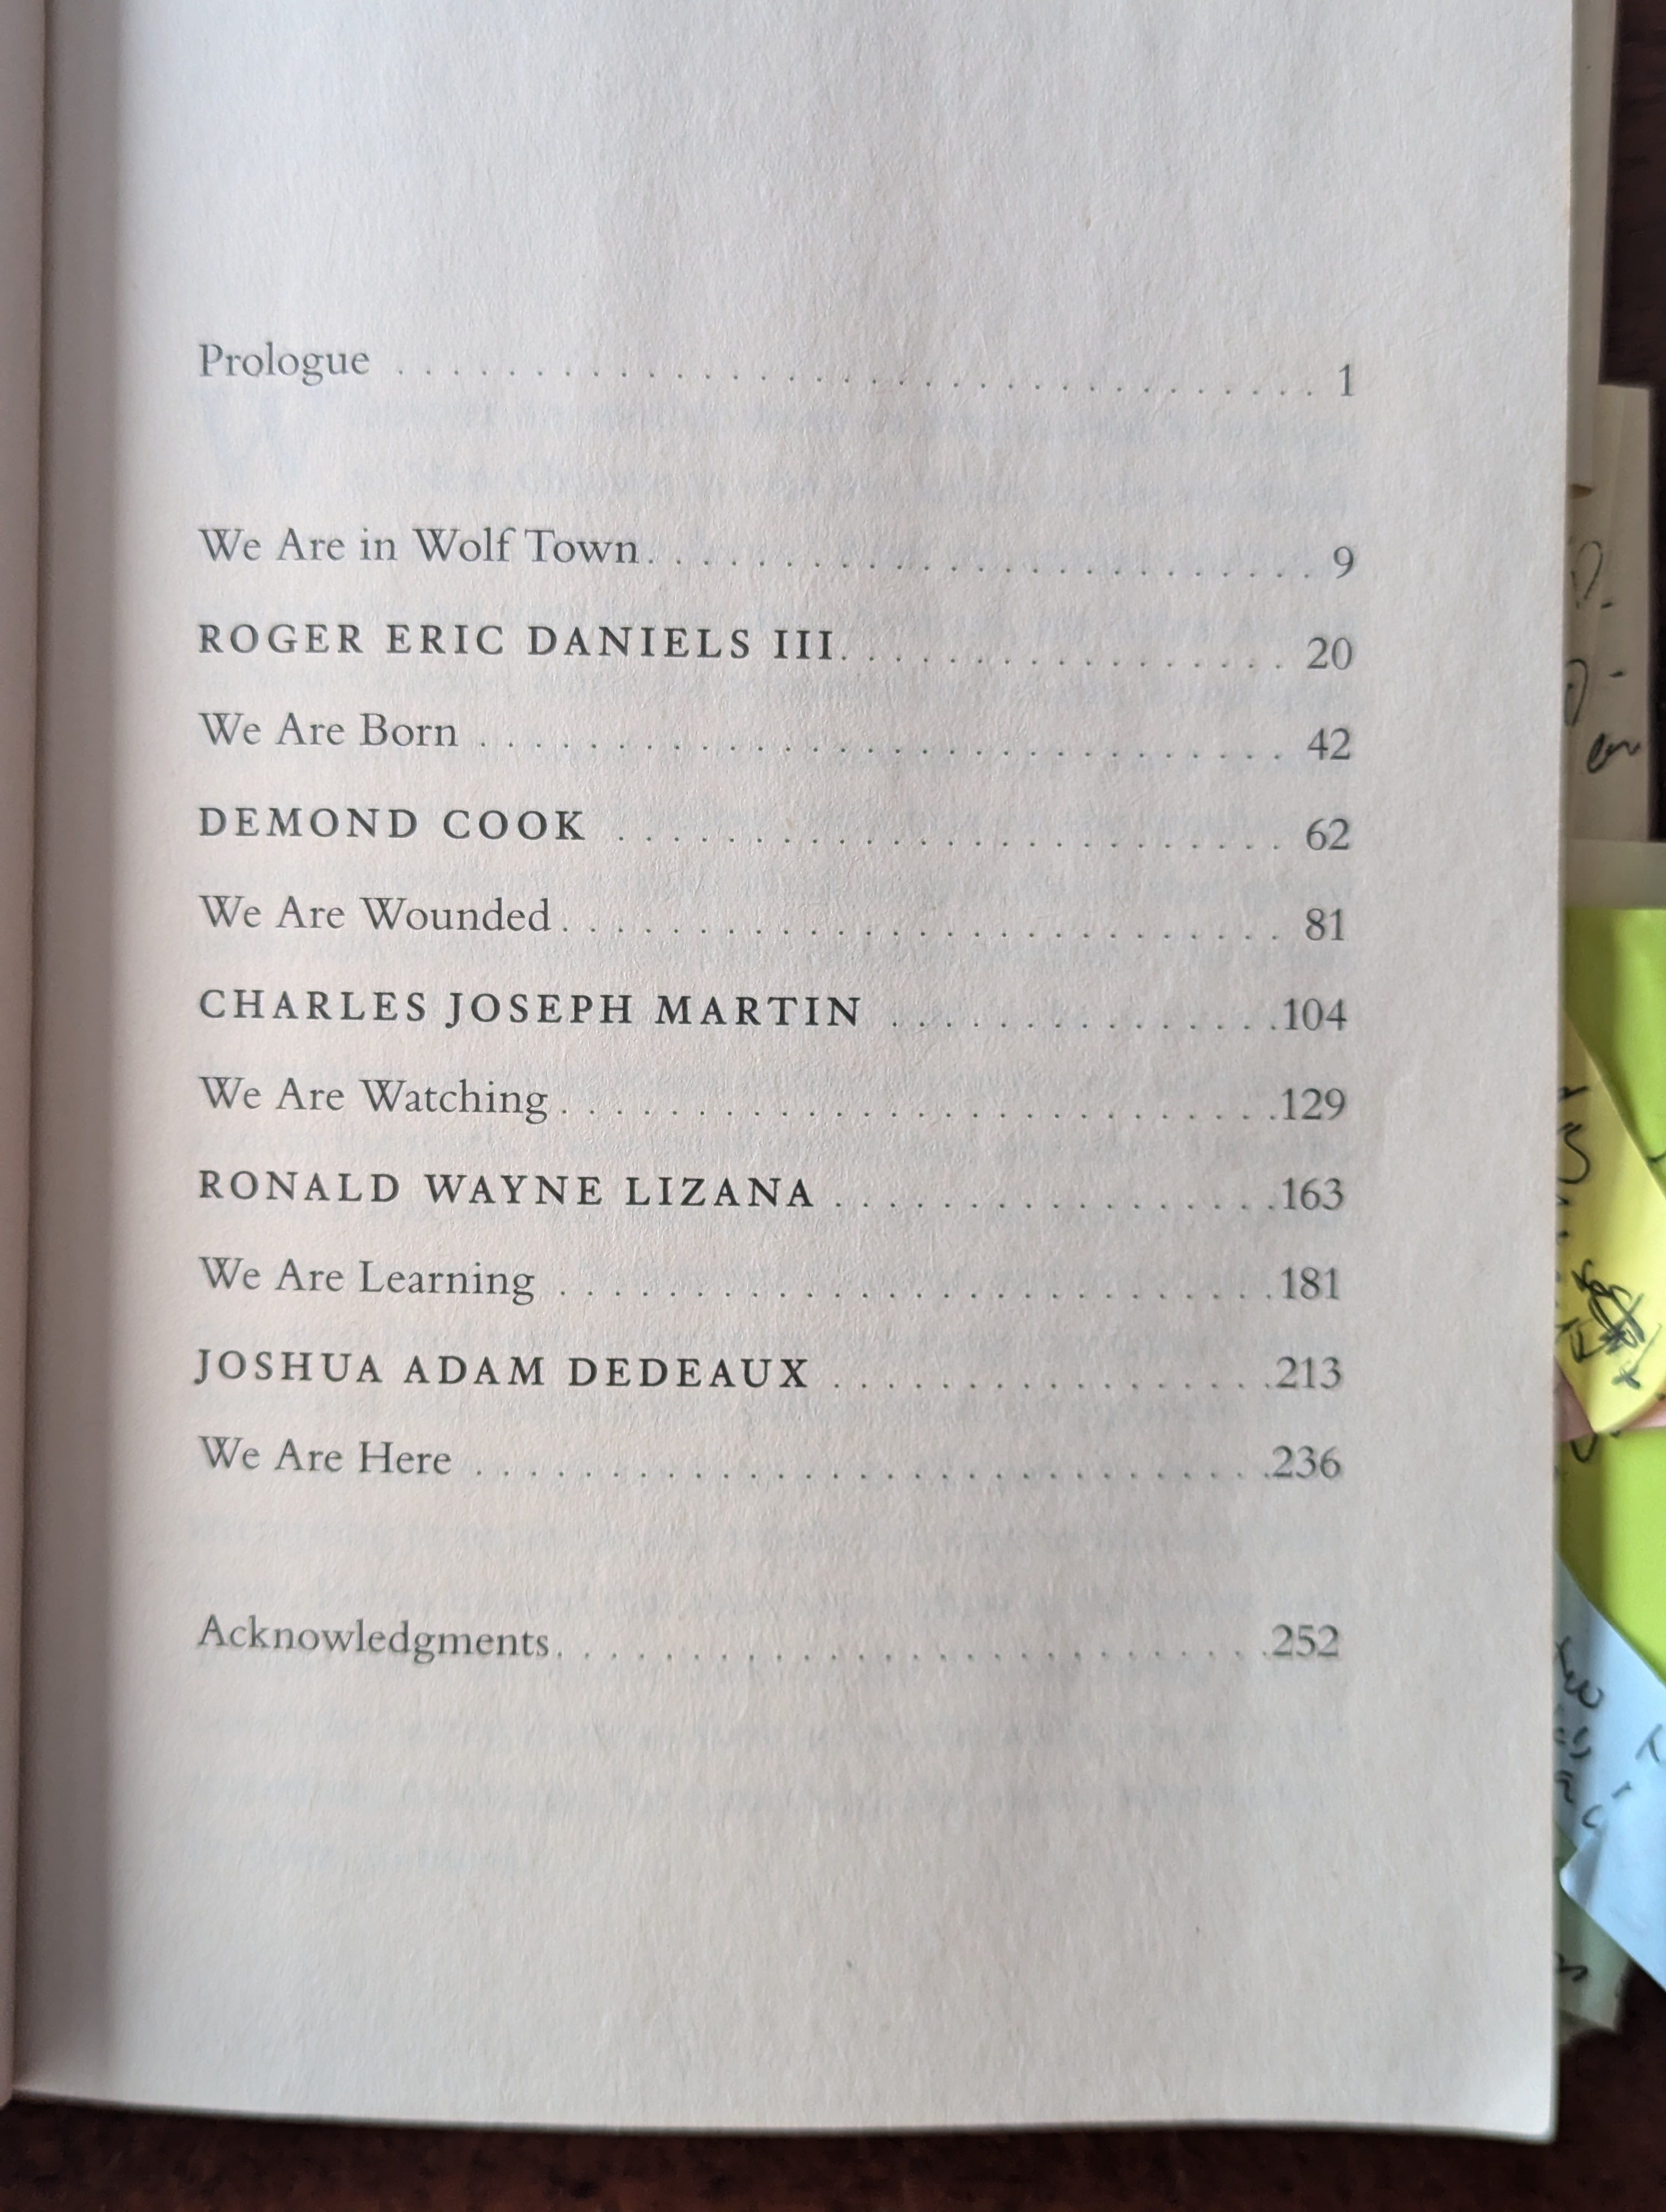 Prologue . . . . . . . . . . . . . . . . . . . . . . . . . . . . . . . . . . 1
We Are in Wolf Town. . . . . . . . . . . . . . . . . . . . . . . . . 9
ROGER ERIC DANIELS III. . . . . . . . . . . . . . . . . 20
We Are Born . . . . . . . . . . . . . . . . . . . . . . . . . . . . . . 42
DEMOND COOK . . . . . . . . . . . . . . . . . . . . . . . . . 62
We Are Wounded. . . . . . . . . . . . . . . . . . . . . . . . . . . 81
CHARLES JOSEPH MARTIN . . . . . . . . . . . . . . .104
We Are Watching. . . . . . . . . . . . . . . . . . . . . . . . . . .129
RONALD WAYNE LIZANA . . . . . . . . . . . . . . . . .163
We Are Learning . . . . . . . . . . . . . . . . . . . . . . . . . . .181
JOSHUA ADAM DEDEAUX . . . . . . . . . . . . . . . . .213
We Are Here . . . . . . . . . . . . . . . . . . . . . . . . . . . . . .236
Acknowledgments. . . . . . . . . . . . . . . . . . . . . . . . . . .252